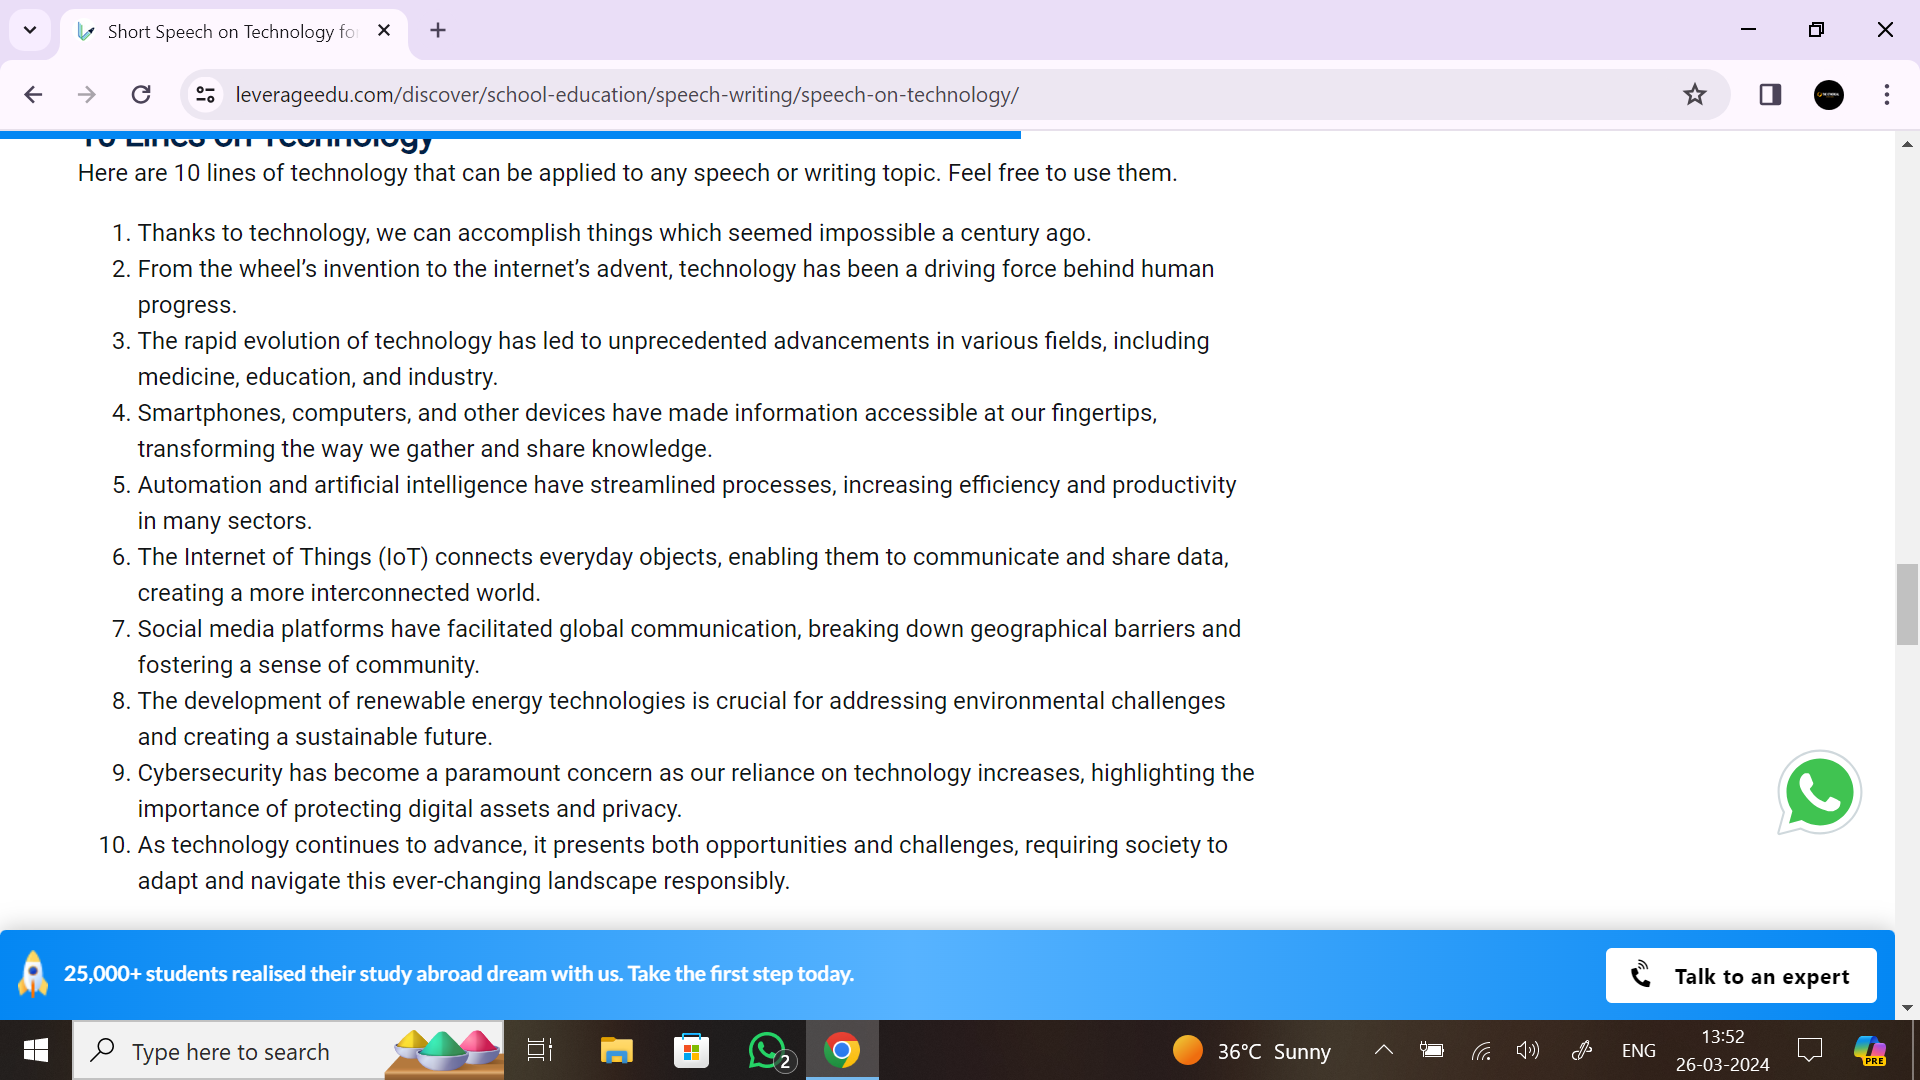 Short Speech on Technology fo
leverageedu.com/discover/school-education/speech-writing/speech-on-technology/
10 Lines on Technology
Here are 10 lines of technology that can be applied to any speech or writing topic. Feel free to use them.
1. Thanks to technology, we can accomplish things which seemed impossible a century ago.
2. From the wheel’s invention to the internet’s advent, technology has been a driving force behind human
progress.
3. The rapid evolution of technology has led to unprecedented advancements in various fields, including
medicine, education, and industry.
4. Smartphones, computers, and other devices have made information accessible at our fingertips,
transforming the way we gather and share knowledge.
5. Automation and artificial intelligence have streamlined processes, increasing efficiency and productivity
in many sectors.
6. The Internet of Things (IoT) connects everyday objects, enabling them to communicate and share data,
creating a more interconnected world.
7. Social media platforms have facilitated global communication, breaking down geographical barriers and
fostering a sense of community.
8. The development of renewable energy technologies is crucial for addressing environmental challenges
and creating a sustainable future.
9. Cybersecurity has become a paramount concern as our reliance on technology increases, highlighting the
importance of protecting digital assets and privacy.
10. As technology continues to advance, it presents both opportunities and challenges, requiring society to
adapt and navigate this ever-changing landscape responsibly.
25,000+ students realised their study abroad dream with us. Take the first step today.
Talk to an expert
Type here to search
2
36°C Sunny
ENG
13:52
26-03-2024
PRE